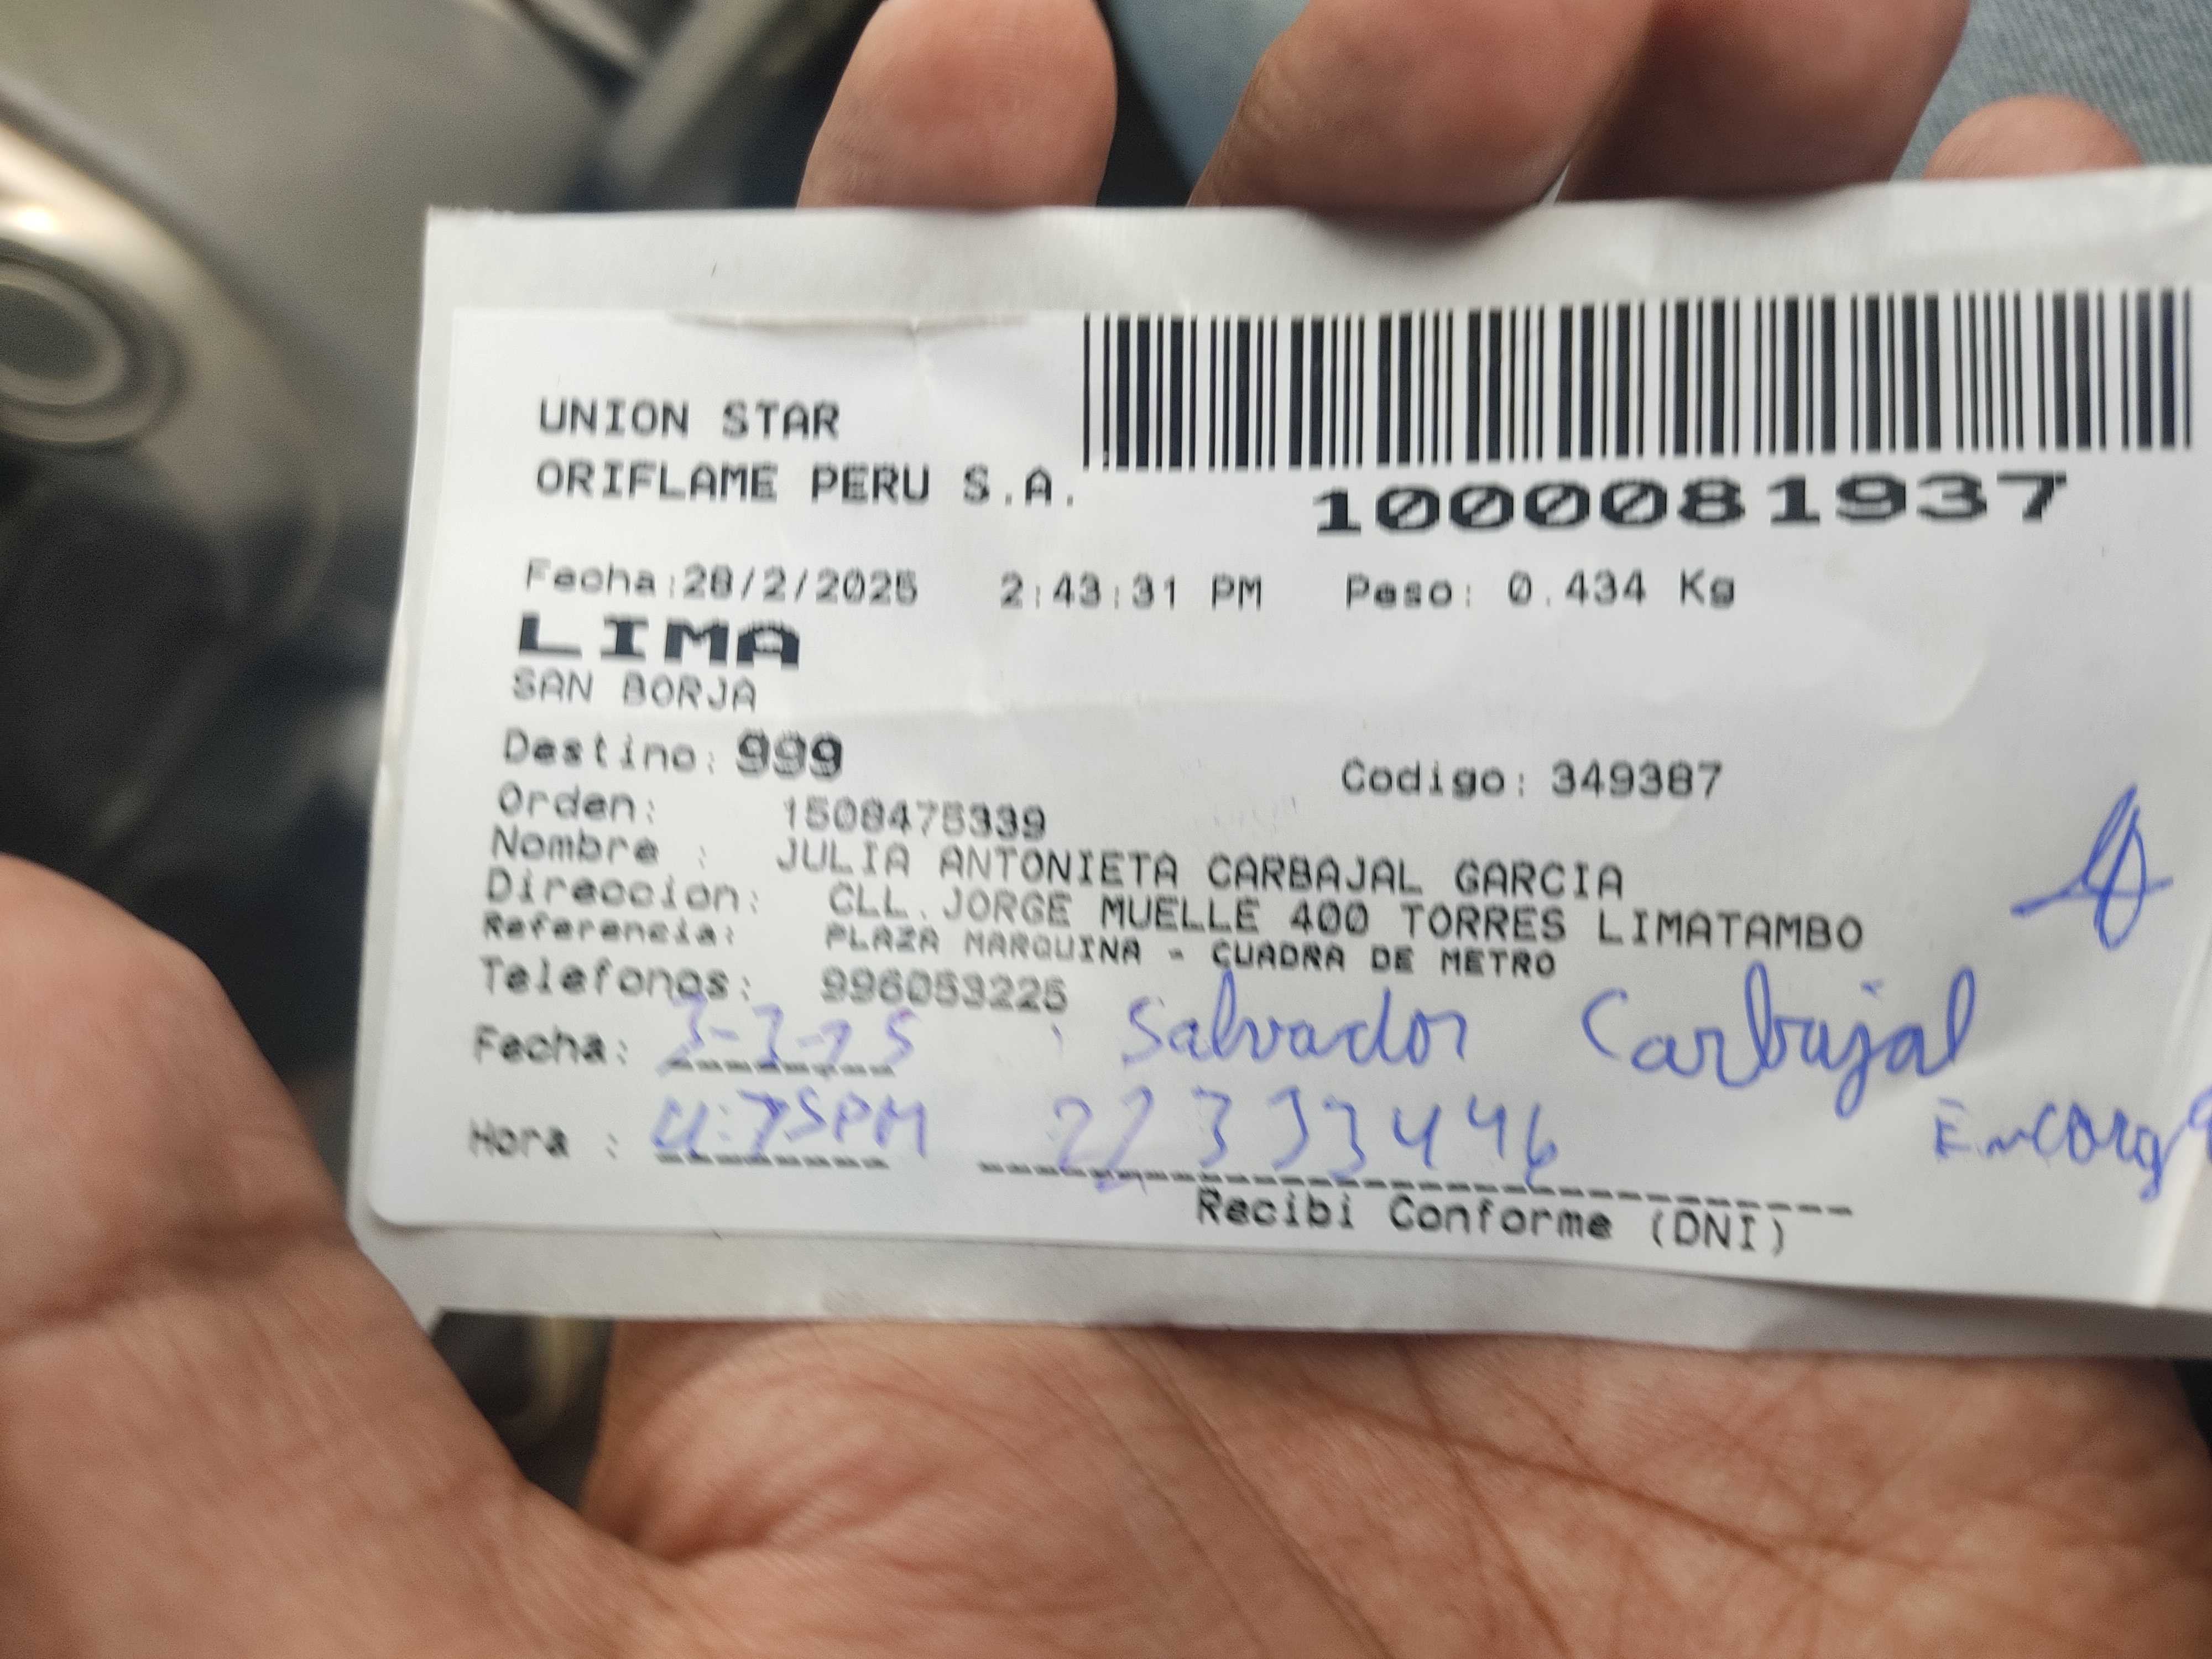 UNION STAR
ORIFLAME PERU S.A.
1000081937
Fecha:28/2/2025 2:43:31 PM Peso: 0.434 Kg
LIMA
SAN BORJA
Destino: 999 Codigo: 349387
Orden: 1508475339
Nombre : JULIA ANTONIETA CARBAJAL GARCIA
Direccion: CLL.JORGE MUELLE 400 TORRES LIMATAMBO
Referencia: PLAZA MARQUINA - CUADRA DE METRO
Telefonos: 996053225
Fecha: Salvador Carbajal
Hora :
Recibi Conforme (DNI)